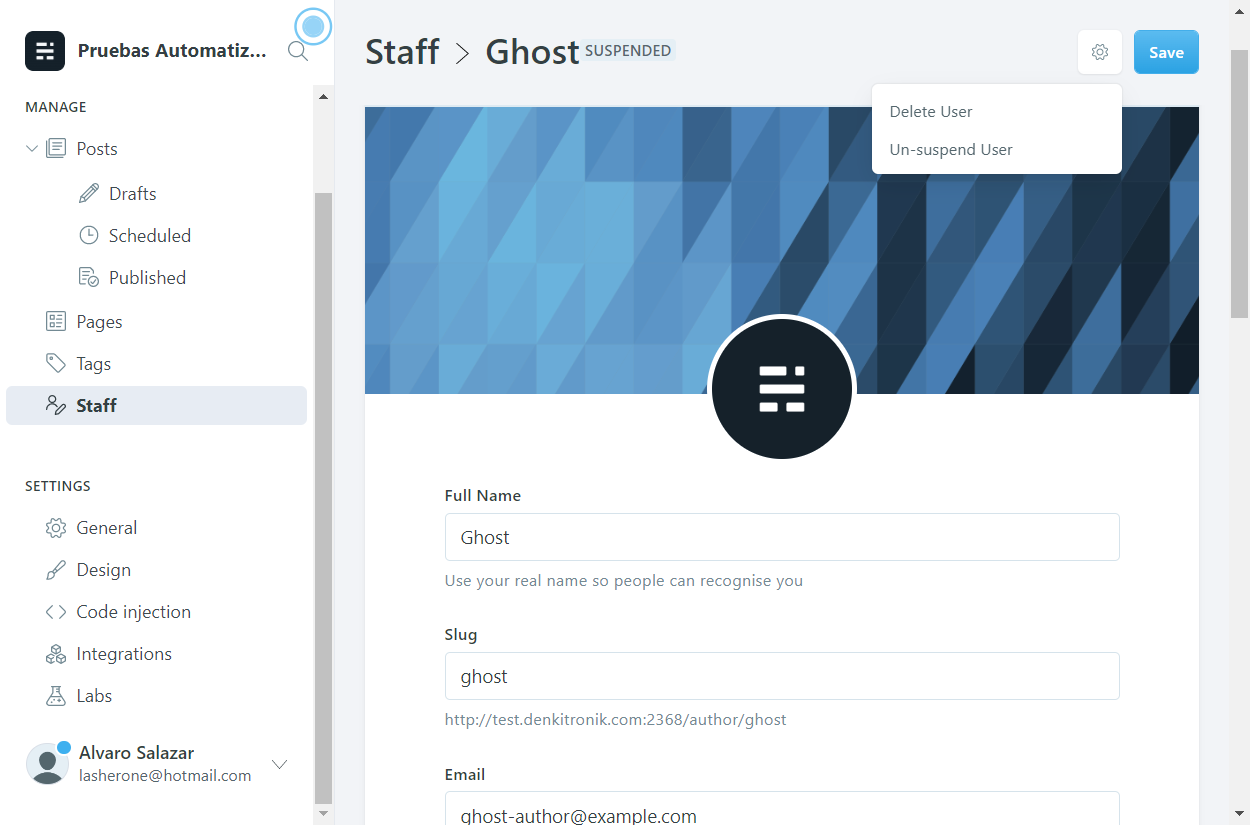 Pruebas Automatiz...
MANAGE
Posts
Drafts
Scheduled
Published
Pages
Tags
Staff
SETTINGS
General
Design
Code injection
Integrations
Labs
Alvaro Salazar
lasherone@hotmail.com
Staff > Ghost SUSPENDED
Save
Delete User
Un-suspend User
Full Name
Ghost
Use your real name so people can recognise you
Slug
ghost
http://test.denkitronik.com:2368/author/ghost
Email
ghost-author@example.com